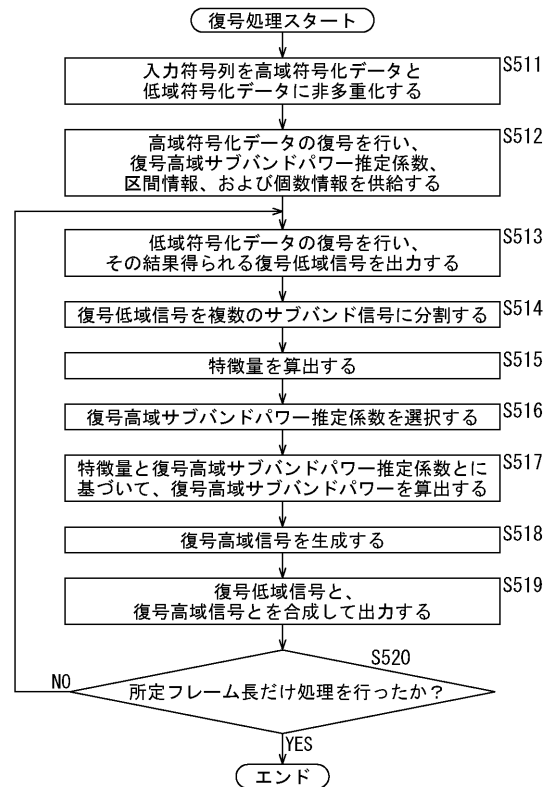 復号処理スタート
入力符号列を高域符号化データと
低域符号化データに非多重化する
S511
高域符号化データの復号を行い、
復号高域サブバンドパワー推定係数、
区間情報、および個数情報を供給する
S512
低域符号化データの復号を行い、
その結果得られる復号低域信号を出力する
S513
復号低域信号を複数のサブバンド信号に分割する
S514
特徴量を算出する
S515
復号高域サブバンドパワー推定係数を選択する
S516
特徴量と復号高域サブバンドパワー推定係数とに
基づいて、復号高域サブバンドパワーを算出する
S517
復号高域信号を生成する
S518
復号低域信号と、
復号高域信号とを合成して出力する
S519
S520
所定フレーム長だけ処理を行ったか？
NO
YES
エンド